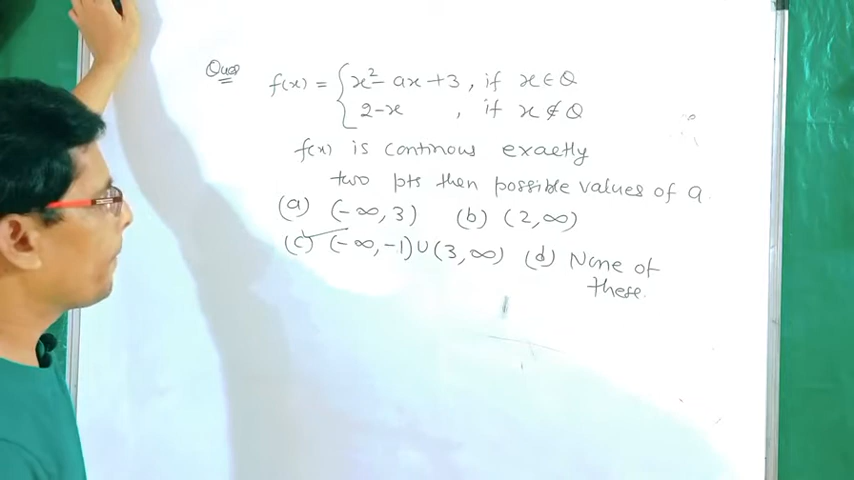 Ques f(x) = { x² - ax + 3, if x ∈ Q
2-x , if x ∉ Q
f(x) is continous exactly
two pts then possible values of a.
(a) (-∞, 3) (b) (2, ∞)
(c) (-∞, -1) ∪ (3, ∞) (d) None of
these.